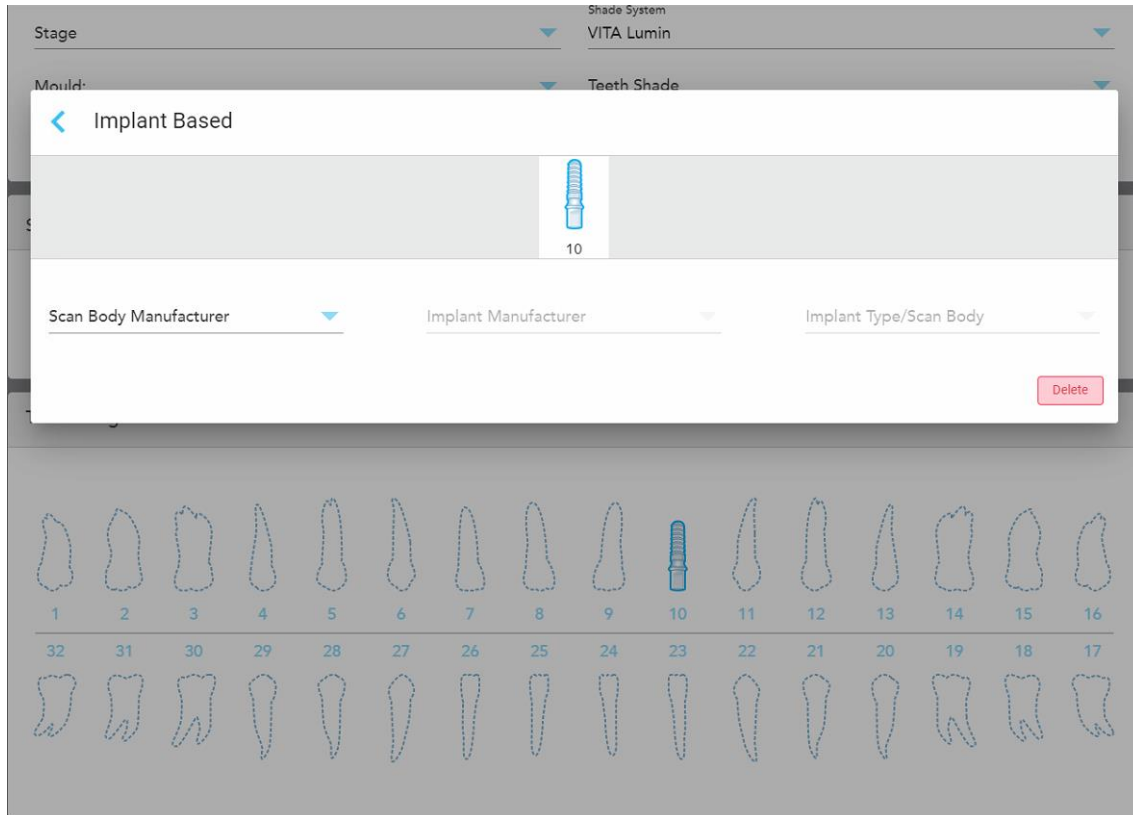 Shade System
Stage VITA Lumin
Mould: Teeth Shade
Implant Based
10
Scan Body Manufacturer Implant Manufacturer Implant Type/Scan Body
Delete
1 2 3 4 5 6 7 8 9 10 11 12 13 14 15 16
32 31 30 29 28 27 26 25 24 23 22 21 20 19 18 17